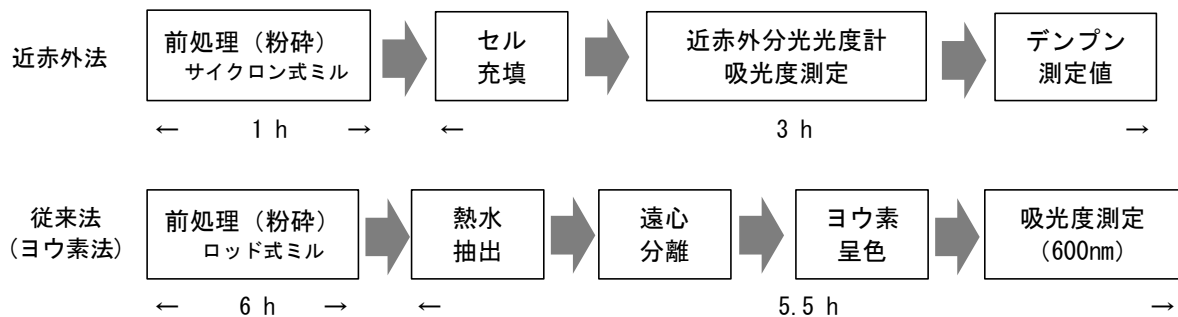 近赤外法
前処理（粉砕）
サイクロン式ミル
セル
充填
近赤外分光光度計
吸光度測定
デンプン
測定値
← 1 h →
← 3 h →
従来法
（ヨウ素法）
前処理（粉砕）
ロッド式ミル
熱水
抽出
遠心
分離
ヨウ素
呈色
吸光度測定
（600nm）
← 6 h →
← 5.5 h →